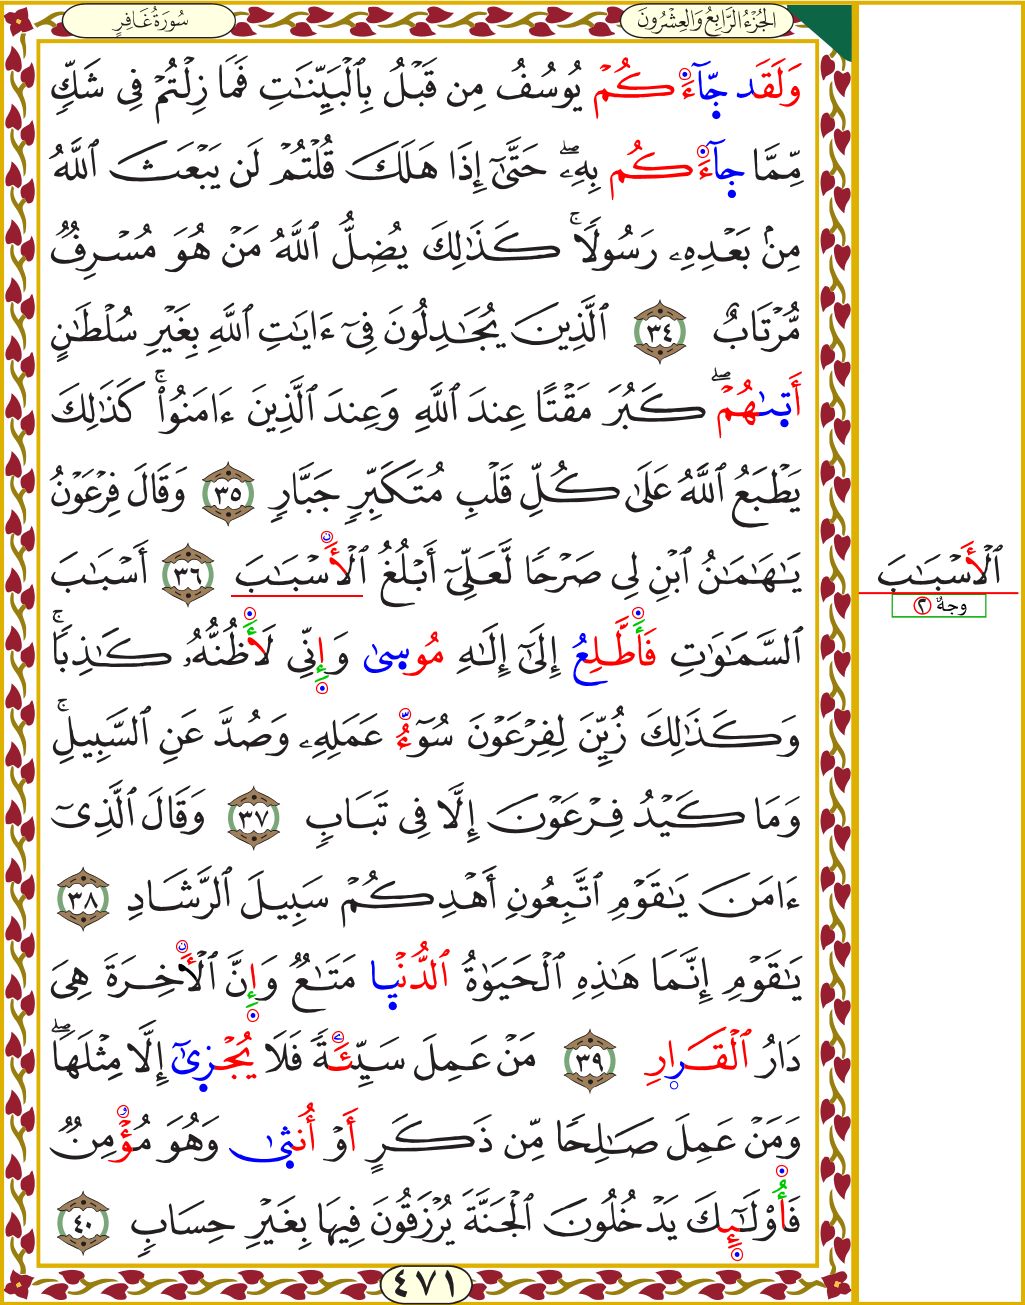 الجُزْءُ الرَّابِعُ وَالعِشْرُونَ
سُورَةُ غَافِرٍ
وَلَقَد جَّآءَكُمْ يُوسُفُ مِن قَبْلُ بِٱلْبَيِّنَٰتِ فَمَا زِلْتُمْ فِى شَكٍّ
مِّمَّا جَآءَكُم بِهِۦۖ حَتَّىٰٓ إِذَا هَلَكَ قُلْتُمْ لَن يَبْعَثَ ٱللَّهُ
مِنۢ بَعْدِهِۦ رَسُولًاۚ كَذَٰلِكَ يُضِلُّ ٱللَّهُ مَنْ هُوَ مُسْرِفٌ
مُّرْتَابٌ ٣٤ ٱلَّذِينَ يُجَٰدِلُونَ فِىٓ ءَايَٰتِ ٱللَّهِ بِغَيْرِ سُلْطَٰنٍ
أَتَىٰهُمْۖ كَبُرَ مَقْتًا عِندَ ٱللَّهِ وَعِندَ ٱلَّذِينَ ءَامَنُوا۟ۚ كَذَٰلِكَ
يَطْبَعُ ٱللَّهُ عَلَىٰ كُلِّ قَلْبِ مُتَكَبِّرٍ جَبَّارٍ ٣٥ وَقَالَ فِرْعَوْنُ
يَٰهَٰمَٰنُ ٱبْنِ لِى صَرْحًا لَّعَلِّىٓ أَبْلُغُ ٱلْأَسْبَٰبَ ٣٦ أَسْبَٰبَ
ٱلسَّمَٰوَٰتِ فَأَطَّلِعُ إِلَىٰٓ إِلَٰهِ مُوسَىٰ وَإِنِّى لَأَظُنُّهُۥ كَٰذِبًاۚ
وَكَذَٰلِكَ زُيِّنَ لِفِرْعَوْنَ سُوٓءُ عَمَلِهِۦ وَصُدَّ عَنِ ٱلسَّبِيلِۚ
وَمَا كَيْدُ فِرْعَوْنَ إِلَّا فِى تَبَابٍ ٣٧ وَقَالَ ٱلَّذِىٓ
ءَامَنَ يَٰقَوْمِ ٱتَّبِعُونِ أَهْدِكُمْ سَبِيلَ ٱلرَّشَادِ ٣٨
يَٰقَوْمِ إِنَّمَا هَٰذِهِ ٱلْحَيَوٰةُ ٱلدُّنْيَا مَتَٰعٌ وَإِنَّ ٱلْأَخِرَةَ هِىَ
دَارُ ٱلْقَرَارِ ٣٩ مَنْ عَمِلَ سَيِّئَةً فَلَا يُجْزَىٰٓ إِلَّا مِثْلَهَاۖ
وَمَنْ عَمِلَ صَٰلِحًا مِّن ذَكَرٍ أَوْ أُنثَىٰ وَهُوَ مُؤْمِنٌ
فَأُو۟لَٰٓئِكَ يَدْخُلُونَ ٱلْجَنَّةَ يُرْزَقُونَ فِيهَا بِغَيْرِ حِسَابٍ ٤٠
ٱلْأَسْبَٰبَ
وجهٌ ٢
٤٧١